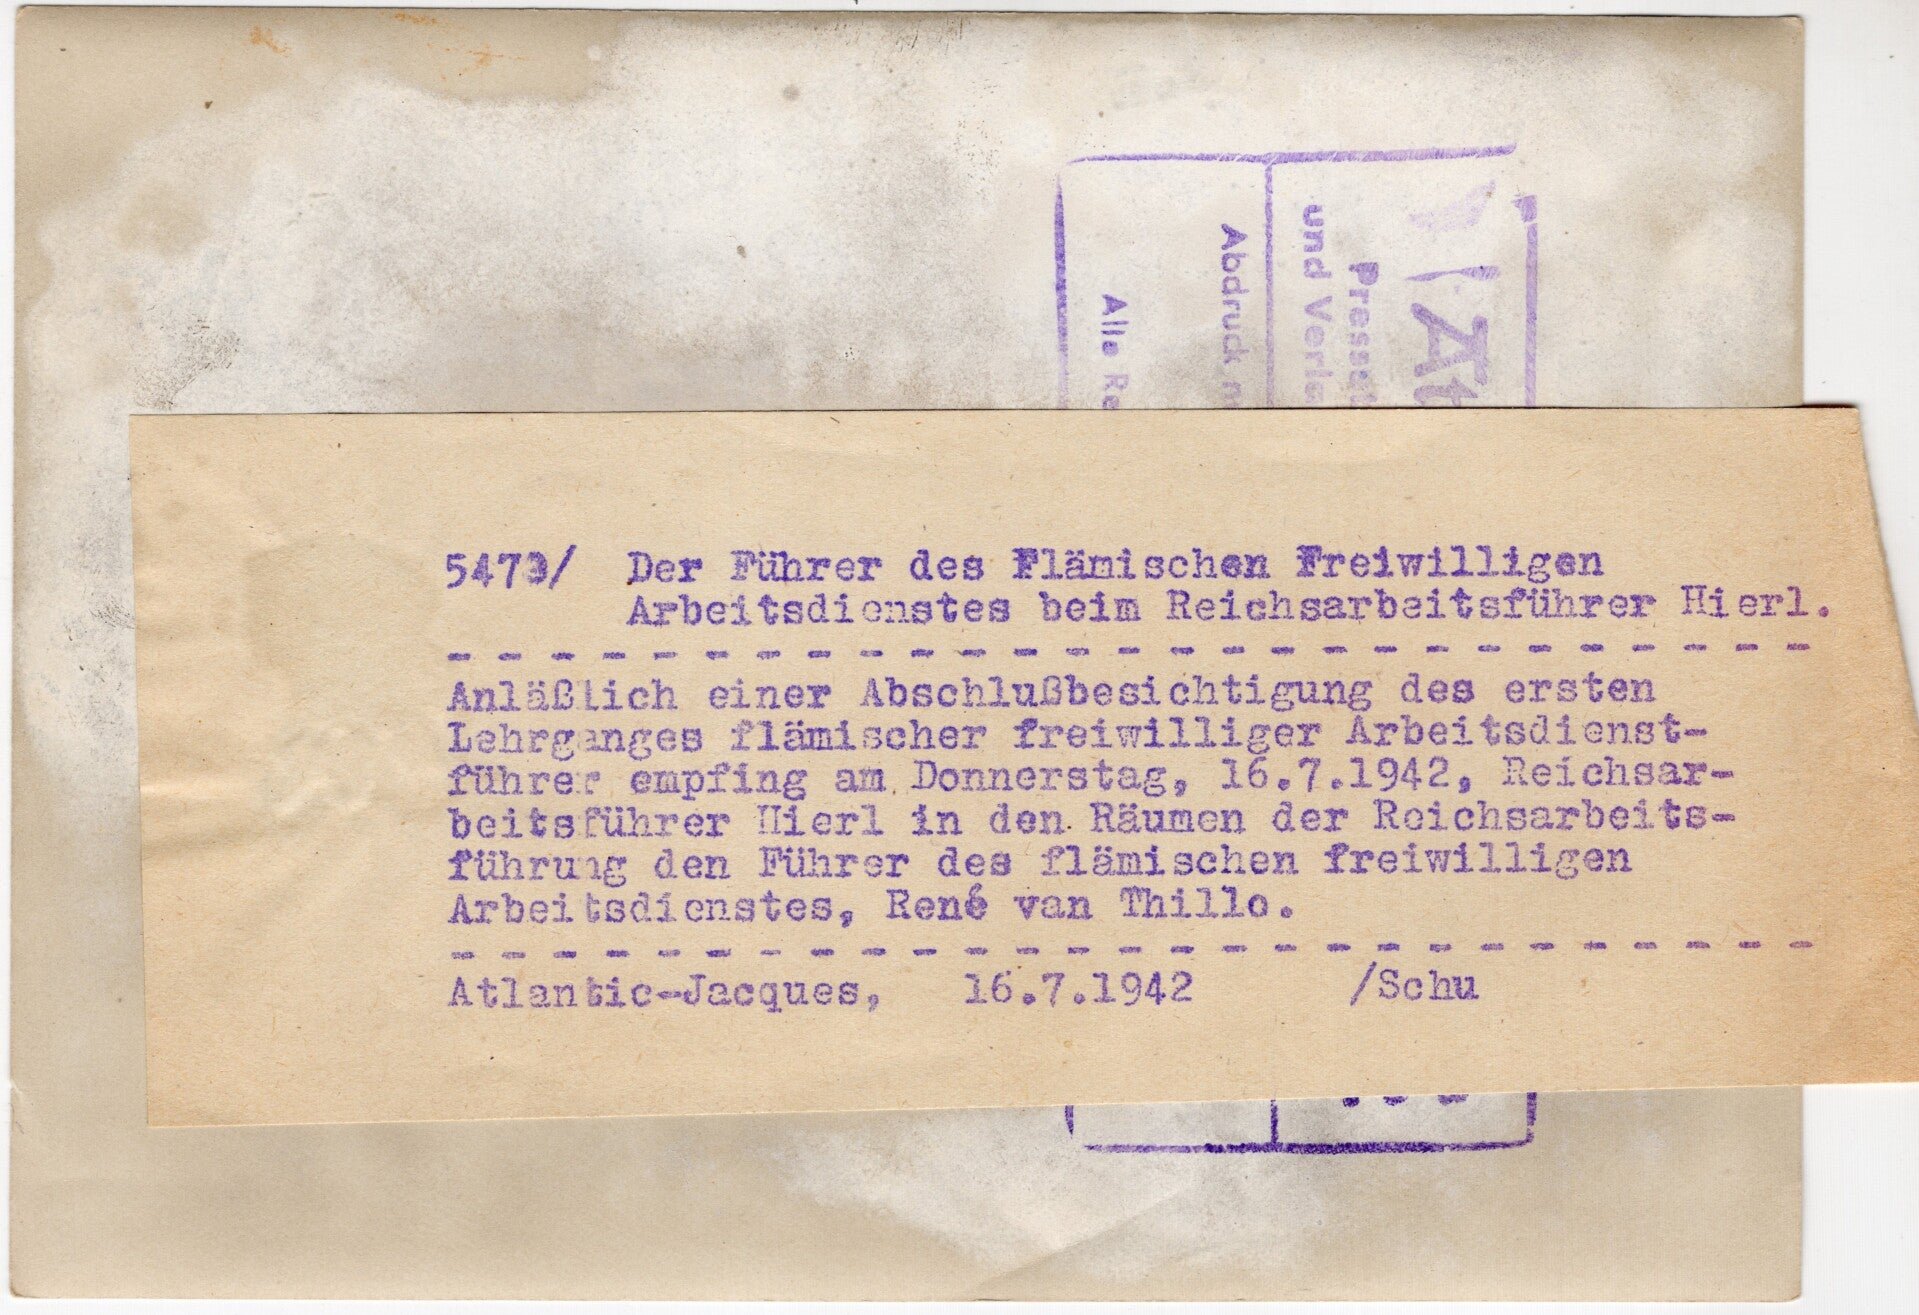 At
Presse
und Verla
Abdruck n
Alle Re
5473/ Der Führer des Flämischen Freiwilligen
Arbeitsdienstes beim Reichsarbeitsführer Hierl.
- - - - - - - - - - - - - - - - - - - - - - - - - - -
Anläßlich einer Abschlußbesichtigung des ersten
Lehrganges flämischer freiwilliger Arbeitsdienst-
führer empfing am Donnerstag, 16.7.1942, Reichsar-
beitsführer Hierl in den Räumen der Reichsarbeits-
führung den Führer des flämischen freiwilligen
Arbeitsdienstes, René van Thillo.
- - - - - - - - - - - - - - - - - - - - - - - - - - -
Atlantic-Jacques, 16.7.1942 /Schu